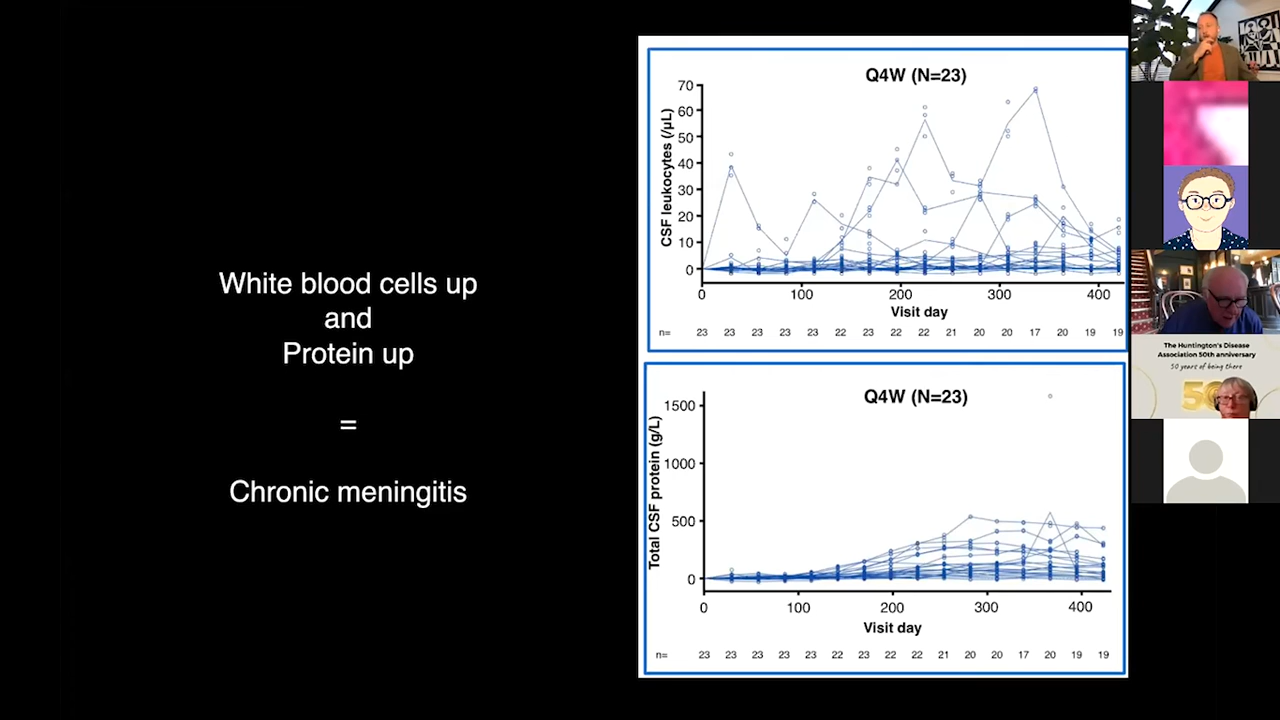 White blood cells up
and
Protein up
=
Chronic meningitis
Q4W (N=23)
CSF leukocytes (/µL)
70
60
50
40
30
20
10
0
0 100 200 300 400
Visit day
n= 23 23 23 23 23 22 23 22 22 21 20 20 17 20 19 19
Q4W (N=23)
Total CSF protein (g/L)
1500
1000
500
0
0 100 200 300 400
Visit day
n= 23 23 23 23 23 22 23 22 22 21 20 20 17 20 19 19
The Huntington's Disease
Association 50th anniversary
50 years of being there
50